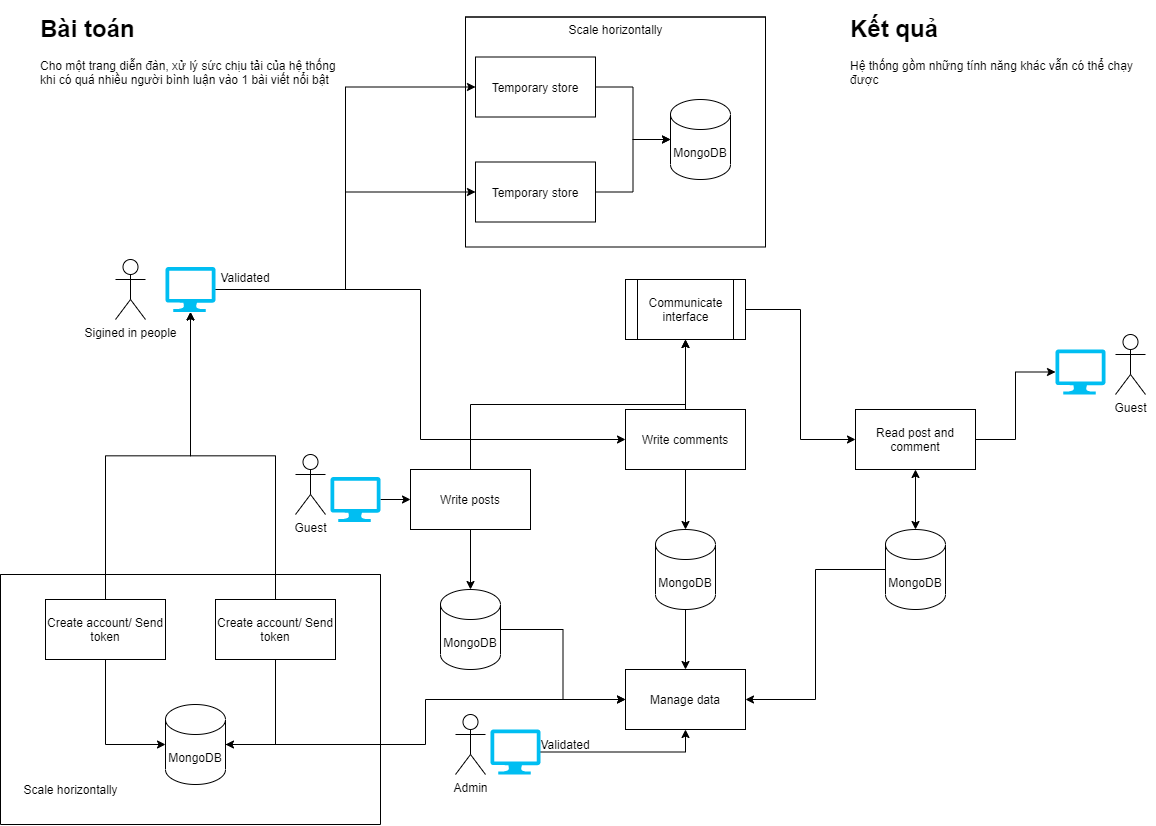 Bài toán
Cho một trang diễn đàn, xử lý sức chịu tải của hệ thống
khi có quá nhiều người bình luận vào 1 bài viết nổi bật
Scale horizontally
Temporary store
MongoDB
Temporary store
Kết quả
Hệ thống gồm những tính năng khác vẫn có thể chạy
được
Validated
Sigined in people
Communicate
interface
Guest
Write comments
Read post and
comment
Guest
Write posts
MongoDB
MongoDB
MongoDB
Create account/ Send
token
Create account/ Send
token
MongoDB
Scale horizontally
Manage data
Validated
Admin